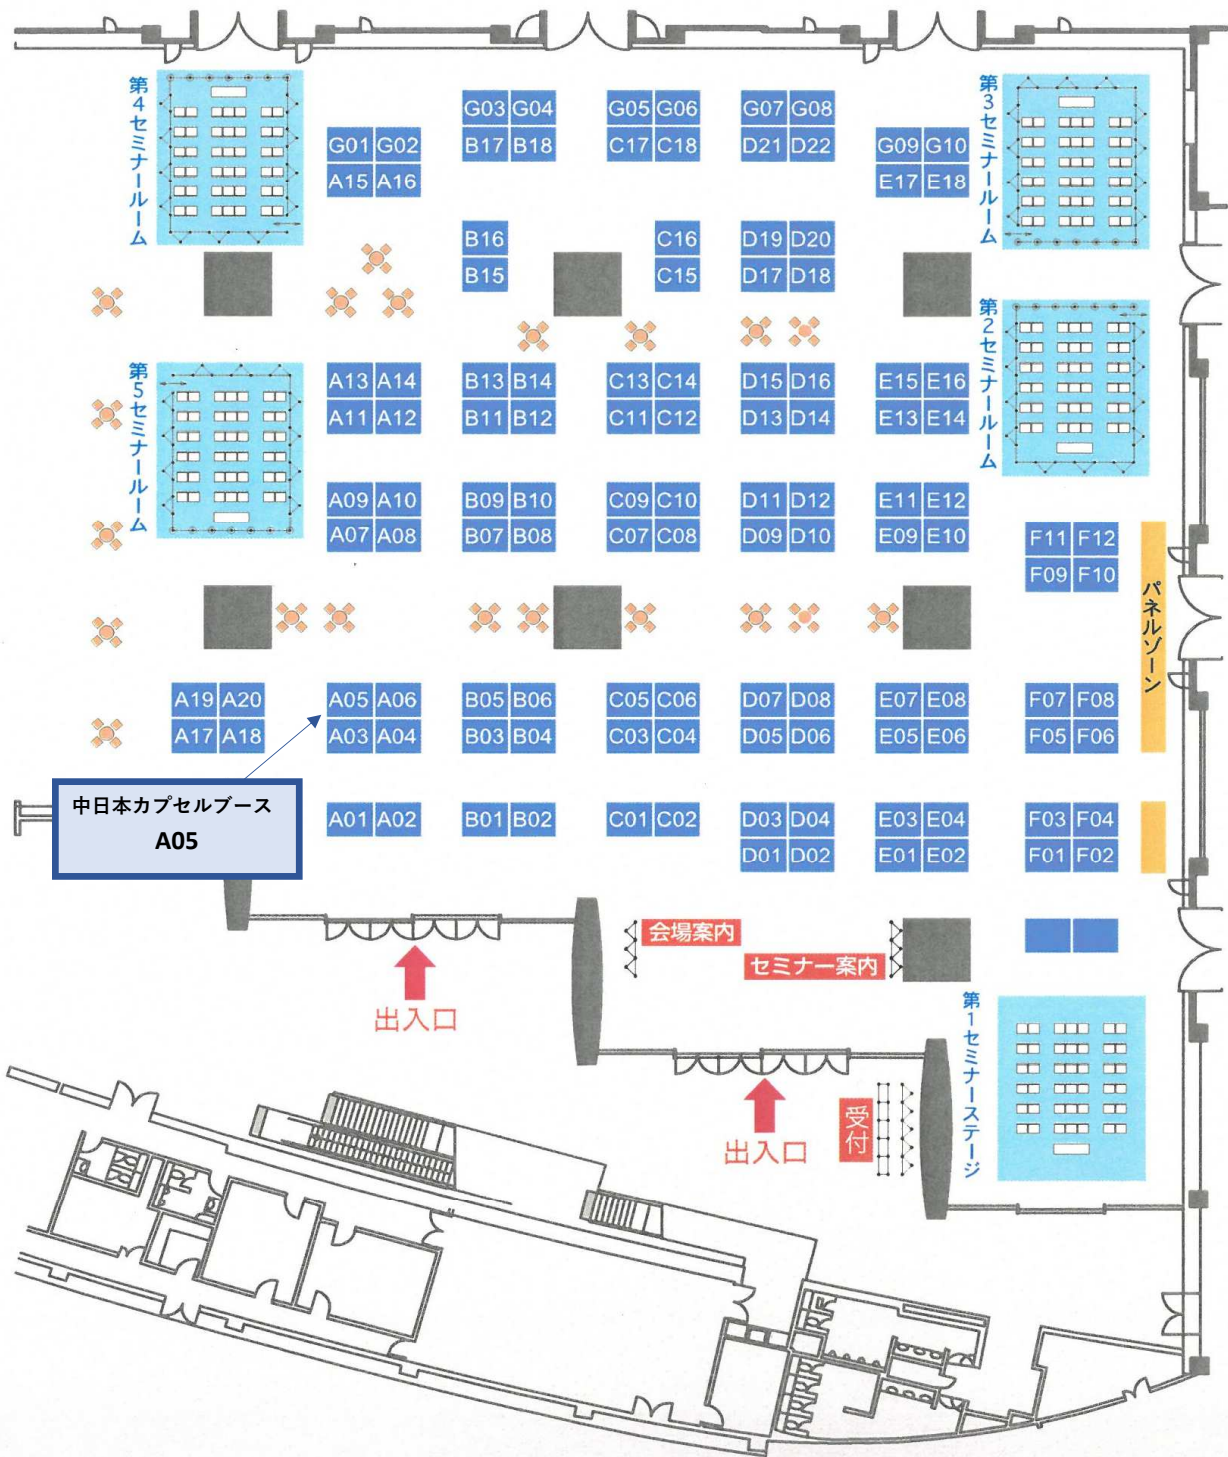 第4セミナールーム
G03 G04
G05 G06
G07 G08
第3セミナールーム
G01 G02
B17 B18
C17 C18
D21 D22
G09 G10
A15 A16
E17 E18
B16
C16
D19 D20
B15
C15
D17 D18
第2セミナールーム
第5セミナールーム
A13 A14
B13 B14
C13 C14
D15 D16
E15 E16
A11 A12
B11 B12
C11 C12
D13 D14
E13 E14
A09 A10
B09 B10
C09 C10
D11 D12
E11 E12
A07 A08
B07 B08
C07 C08
D09 D10
E09 E10
F11 F12
F09 F10
パネルゾーン
A19 A20
A05 A06
B05 B06
C05 C06
D07 D08
E07 E08
F07 F08
A17 A18
A03 A04
B03 B04
C03 C04
D05 D06
E05 E06
F05 F06
中日本カプセルブース
A05
A01 A02
B01 B02
C01 C02
D03 D04
E03 E04
F03 F04
D01 D02
E01 E02
F01 F02
会場案内
セミナー案内
出入口
第1セミナーステージ
受付
出入口